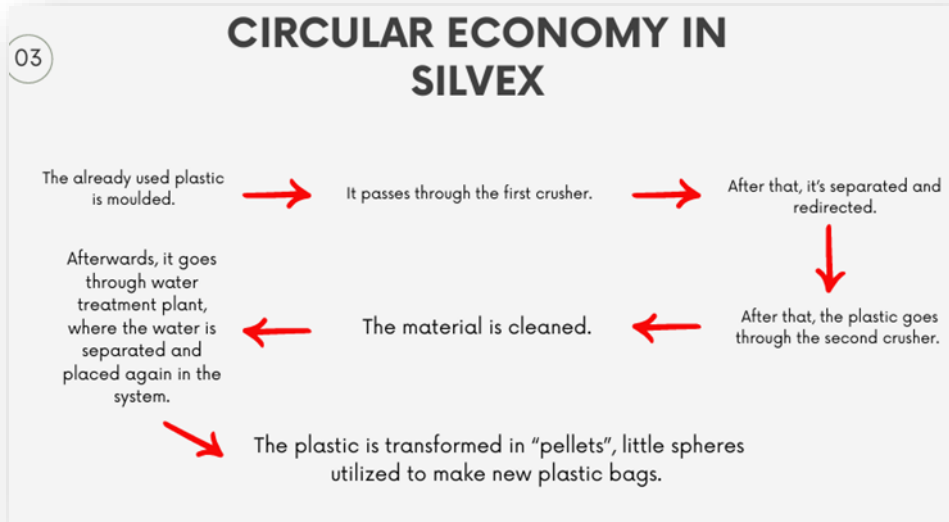 03
CIRCULAR ECONOMY IN
SILVEX
The already used plastic
is moulded.
It passes through the first crusher.
After that, it's separated and
redirected.
After that, the plastic goes
through the second crusher.
The material is cleaned.
Afterwards, it goes
through water
treatment plant,
where the water is
separated and
placed again in the
system.
The plastic is transformed in “pellets”, little spheres
utilized to make new plastic bags.